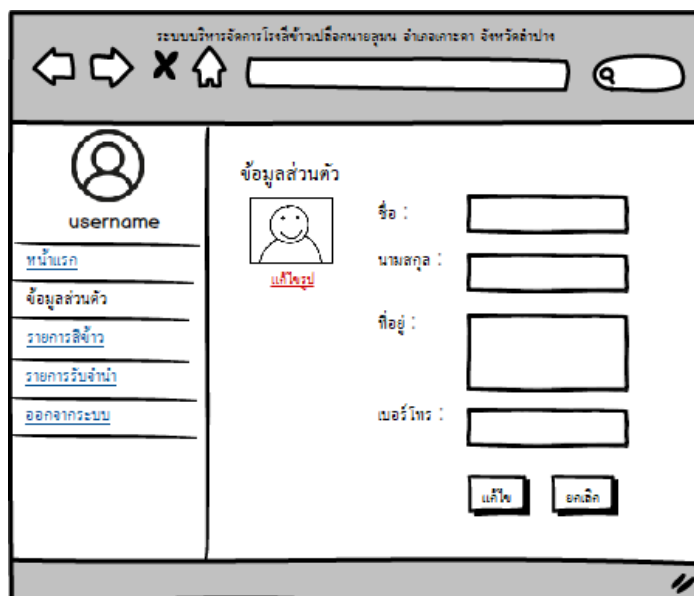 ระบบบริหารจัดการโรงสีข้าวเปลือกนายลุมน อำเภอเกาะคา จังหวัดลำปาง
username
หน้าแรก
ข้อมูลส่วนตัว
รายการสีข้าว
รายการรับจำนำ
ออกจากระบบ
ข้อมูลส่วนตัว
แก้ไขรูป
ชื่อ :
นามสกุล :
ที่อยู่ :
เบอร์โทร :
แก้ไข
ยกเลิก